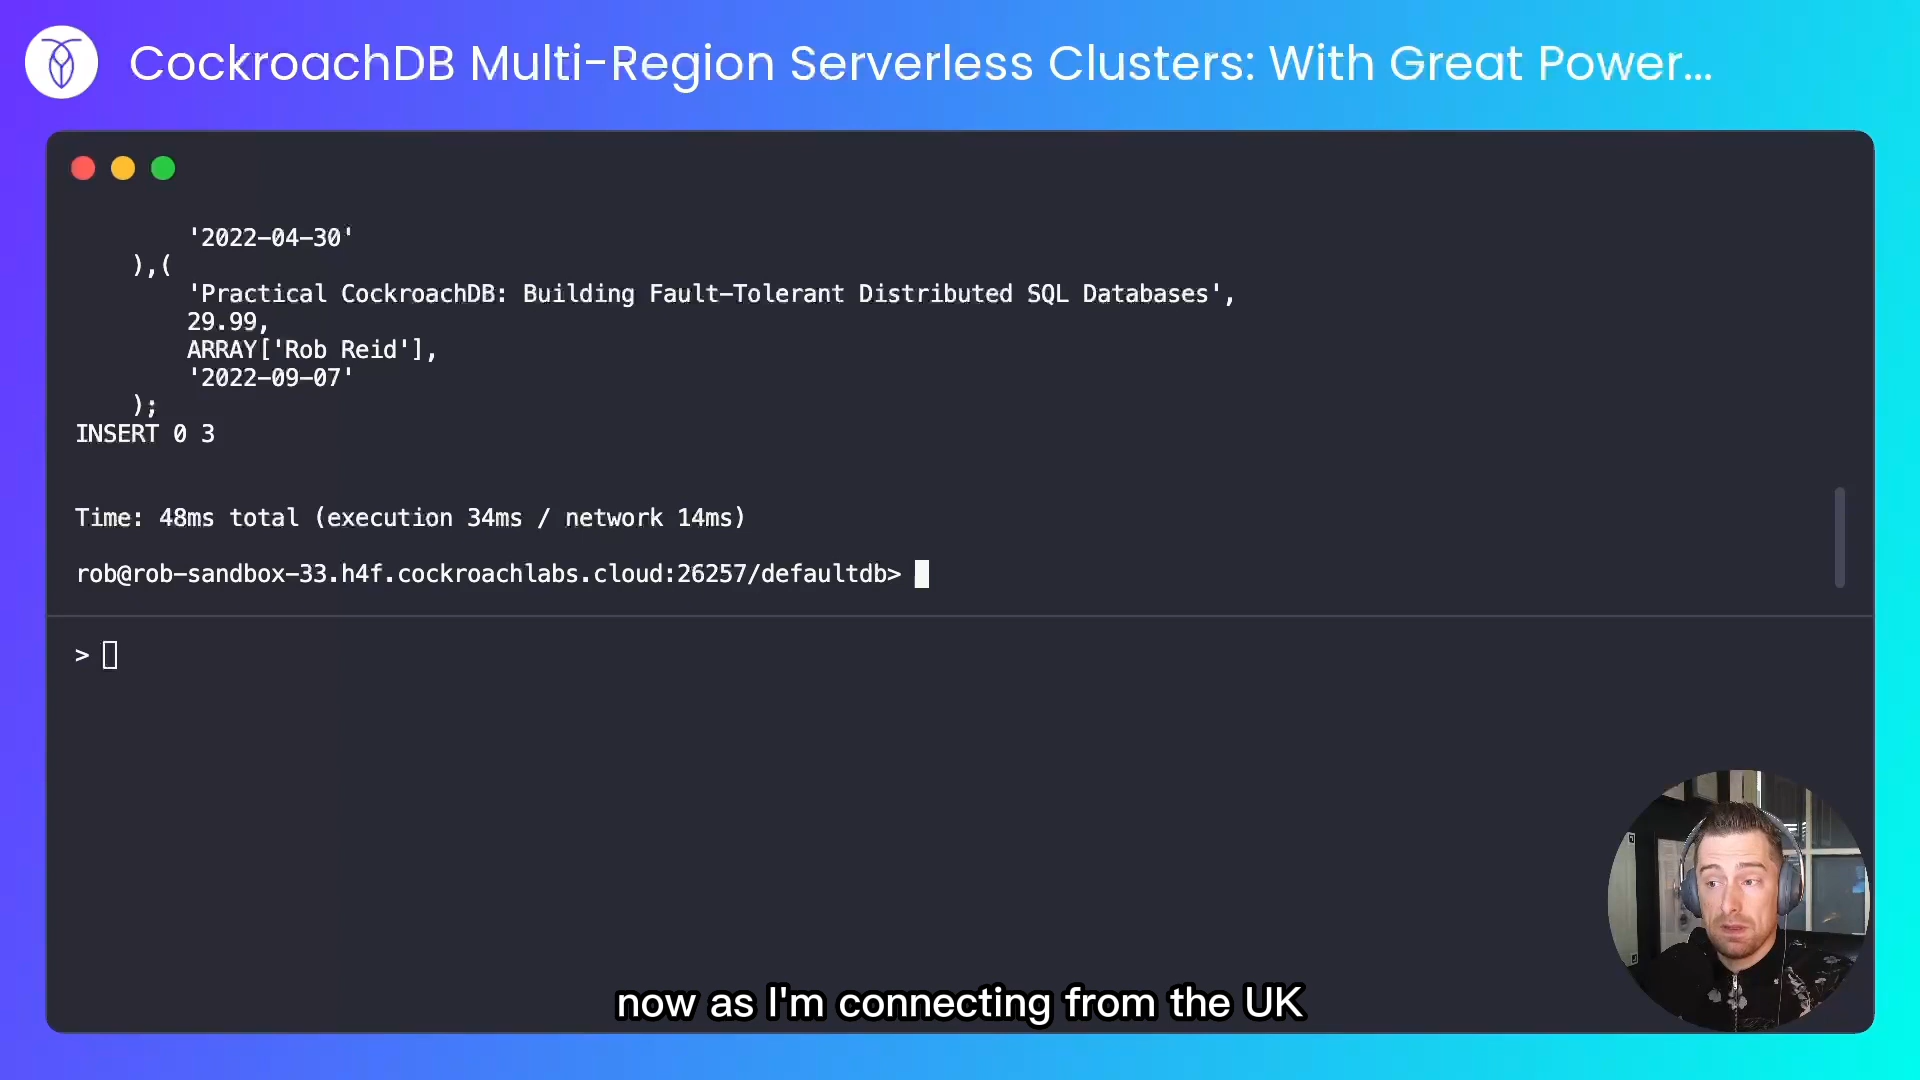 CockroachDB Multi-Region Serverless Clusters: With Great Power...
'2022-04-30'
),(
'Practical CockroachDB: Building Fault-Tolerant Distributed SQL Databases',
29.99,
ARRAY['Rob Reid'],
'2022-09-07'
);
INSERT 0 3
Time: 48ms total (execution 34ms / network 14ms)
rob@rob-sandbox-33.h4f.cockroachlabs.cloud:26257/defaultdb>
>
now as I'm connecting from the UK